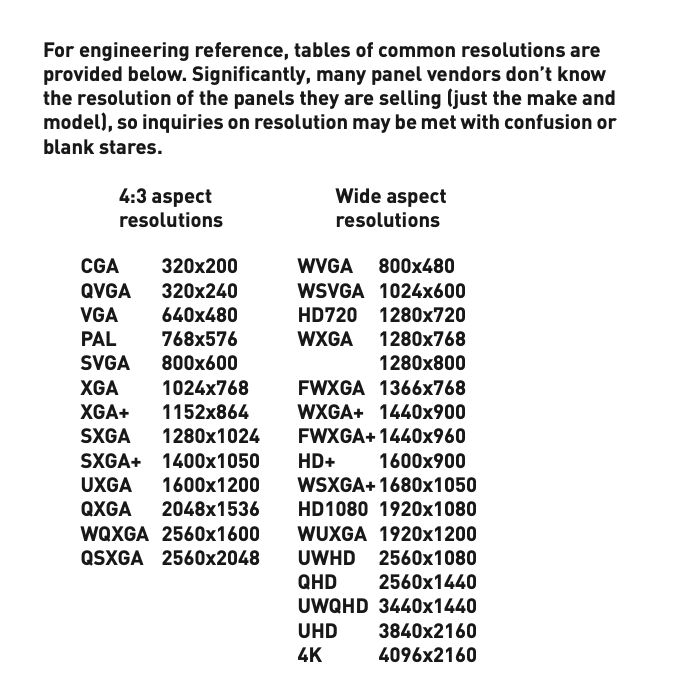 For engineering reference, tables of common resolutions are
provided below. Significantly, many panel vendors don't know
the resolution of the panels they are selling (just the make and
model), so inquiries on resolution may be met with confusion or
blank stares.
4:3 aspect
resolutions
CGA 320x200
QVGA 320x240
VGA 640x480
PAL 768x576
SVGA 800x600
XGA 1024x768
XGA+ 1152x864
SXGA 1280x1024
SXGA+ 1400x1050
UXGA 1600x1200
QXGA 2048x1536
WQXGA 2560x1600
QSXGA 2560x2048
Wide aspect
resolutions
WVGA 800x480
WSVGA 1024x600
HD720 1280x720
WXGA 1280x768
1280x800
FWXGA 1366x768
WXGA+ 1440x900
FWXGA+ 1440x960
HD+ 1600x900
WSXGA+ 1680x1050
HD1080 1920x1080
WUXGA 1920x1200
UWHD 2560x1080
QHD 2560x1440
UWQHD 3440x1440
UHD 3840x2160
4K 4096x2160